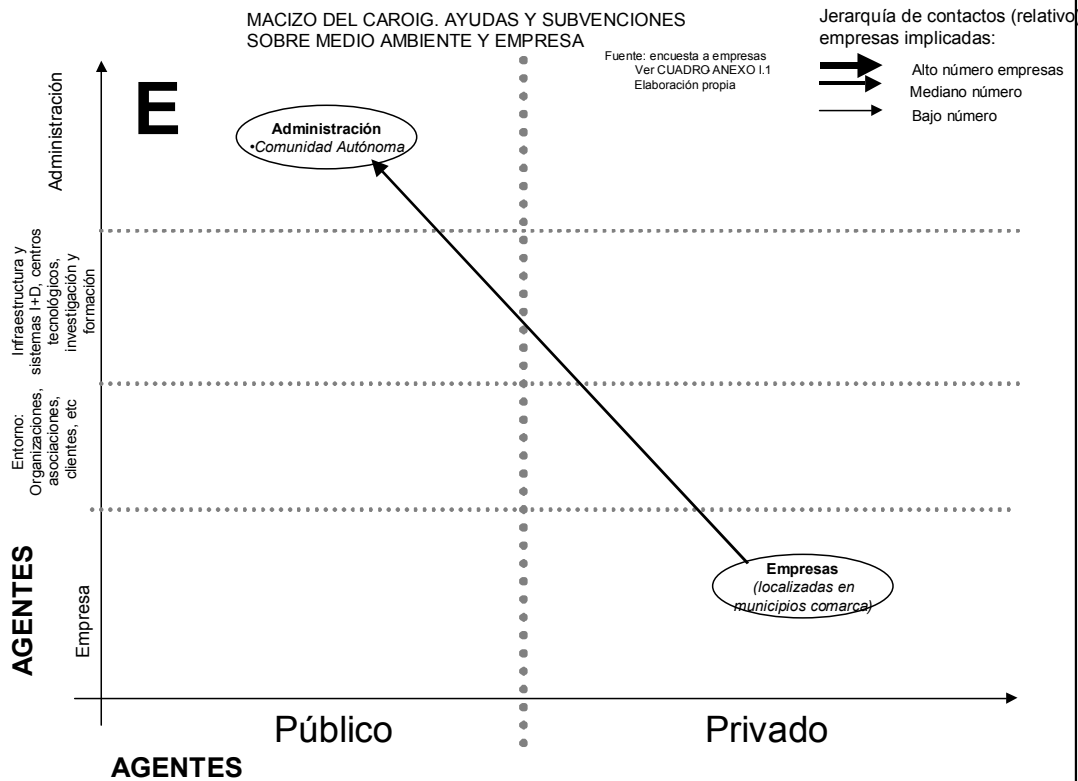 MACIZO DEL CAROIG. AYUDAS Y SUBVENCIONES
SOBRE MEDIO AMBIENTE Y EMPRESA
Fuente: encuesta a empresas
Ver CUADRO ANEXO I.1
Elaboración propia
Jerarquía de contactos (relativo)
empresas implicadas:
Alto número empresas
Mediano número
Bajo número
E
Administración
•Comunidad Autónoma
Empresas
(localizadas en
municipios comarca)
Administración
Infraestructura y
sistemas I+D, centros
tecnológicos,
investigación y
formación
Entorno:
Organizaciones,
asociaciones,
clientes, etc
Empresa
AGENTES
Público
Privado
AGENTES